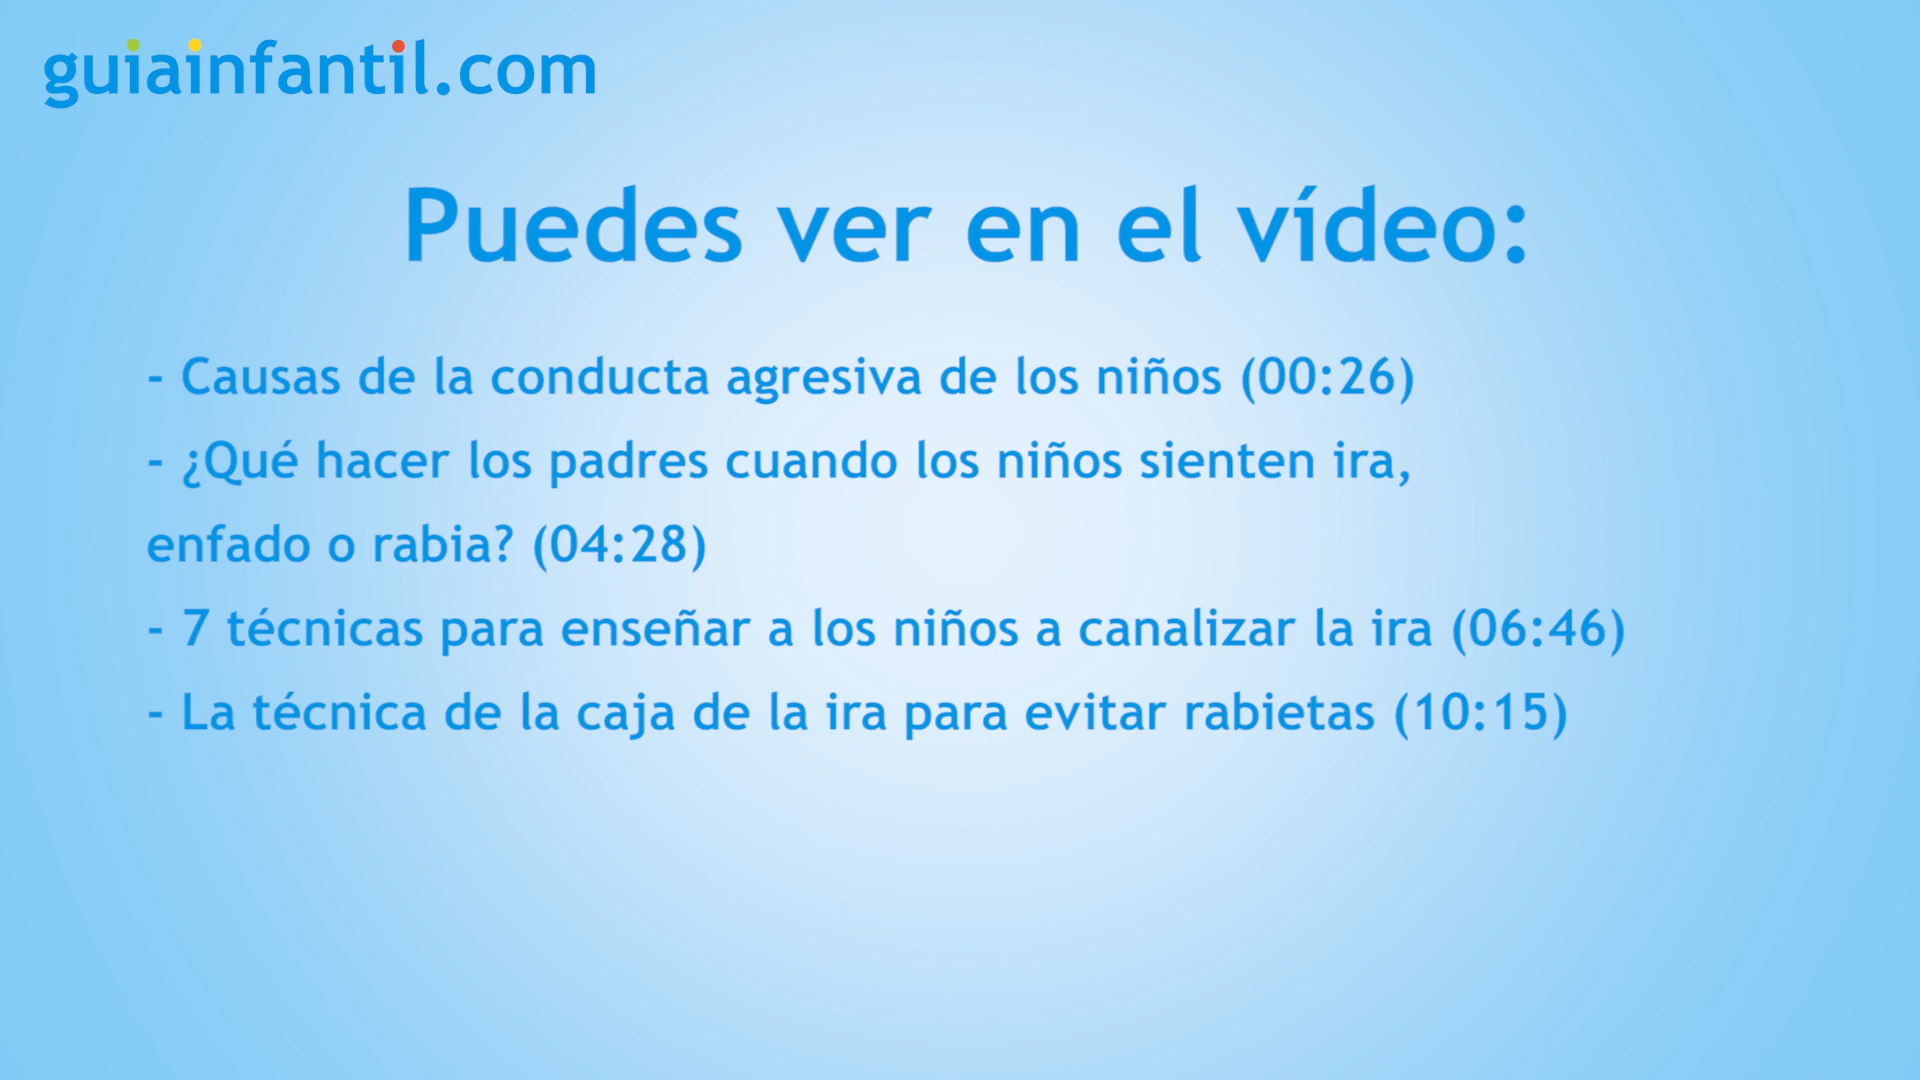 guiainfantil.com
Puedes ver en el vídeo:
- Causas de la conducta agresiva de los niños (00:26)
- ¿Qué hacer los padres cuando los niños sienten ira,
enfado o rabia? (04:28)
- 7 técnicas para enseñar a los niños a canalizar la ira (06:46)
- La técnica de la caja de la ira para evitar rabietas (10:15)